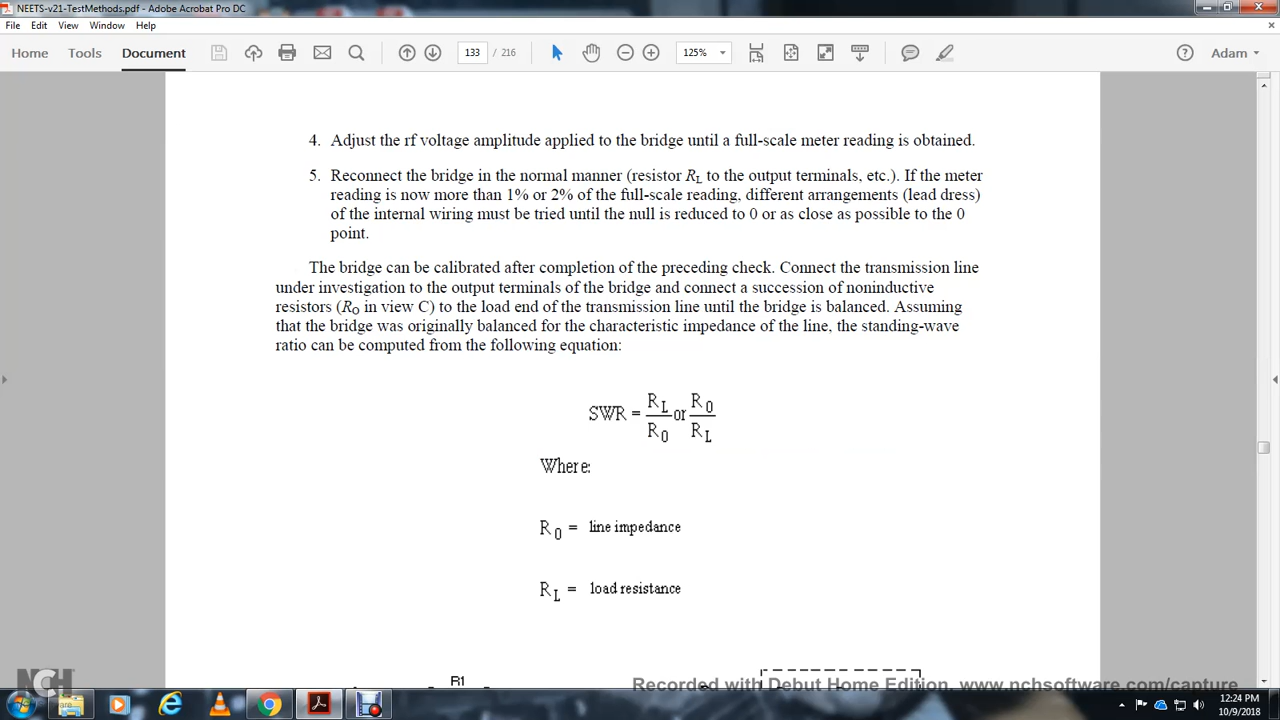 NEETS-v21-TestMethods.pdf - Adobe Acrobat Pro DC
File Edit View Window Help
Home Tools Document 133 / 216 125% Adam
4. Adjust the rf voltage amplitude applied to the bridge until a full-scale meter reading is obtained.
5. Reconnect the bridge in the normal manner (resistor RL to the output terminals, etc.). If the meter
reading is now more than 1% or 2% of the full-scale reading, different arrangements (lead dress)
of the internal wiring must be tried until the null is reduced to 0 or as close as possible to the 0
point.
The bridge can be calibrated after completion of the preceding check. Connect the transmission line
under investigation to the output terminals of the bridge and connect a succession of noninductive
resistors (RO in view C) to the load end of the transmission line until the bridge is balanced. Assuming
that the bridge was originally balanced for the characteristic impedance of the line, the standing-wave
ratio can be computed from the following equation:
SWR = RL/R0 or R0/RL
Where:
R0 = line impedance
RL = load resistance
R1
NCH
Recorded with Debut Home Edition. www.nchsoftware.com/capture
12:24 PM
10/9/2018